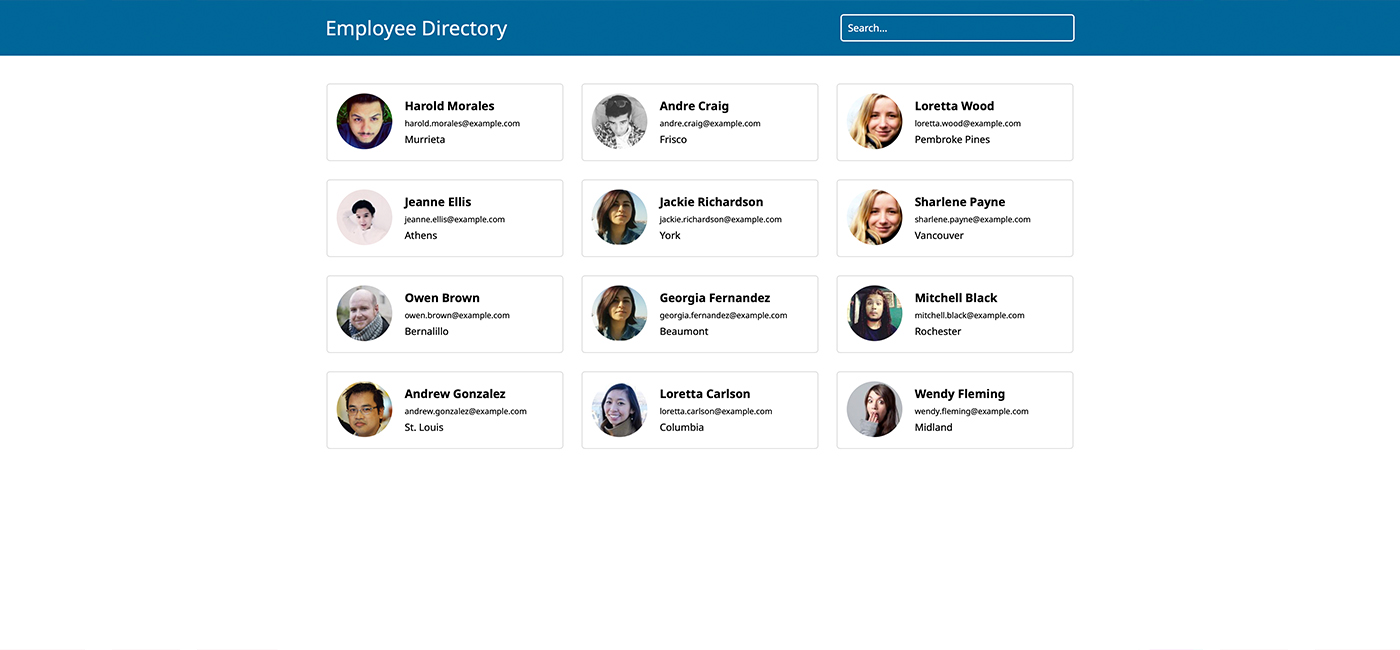 Employee Directory
Search...
Harold Morales
harold.morales@example.com
Murrieta
Andre Craig
andre.craig@example.com
Frisco
Loretta Wood
loretta.wood@example.com
Pembroke Pines
Jeanne Ellis
jeanne.ellis@example.com
Athens
Jackie Richardson
jackie.richardson@example.com
York
Sharlene Payne
sharlene.payne@example.com
Vancouver
Owen Brown
owen.brown@example.com
Bernalillo
Georgia Fernandez
georgia.fernandez@example.com
Beaumont
Mitchell Black
mitchell.black@example.com
Rochester
Andrew Gonzalez
andrew.gonzalez@example.com
St. Louis
Loretta Carlson
loretta.carlson@example.com
Columbia
Wendy Fleming
wendy.fleming@example.com
Midland